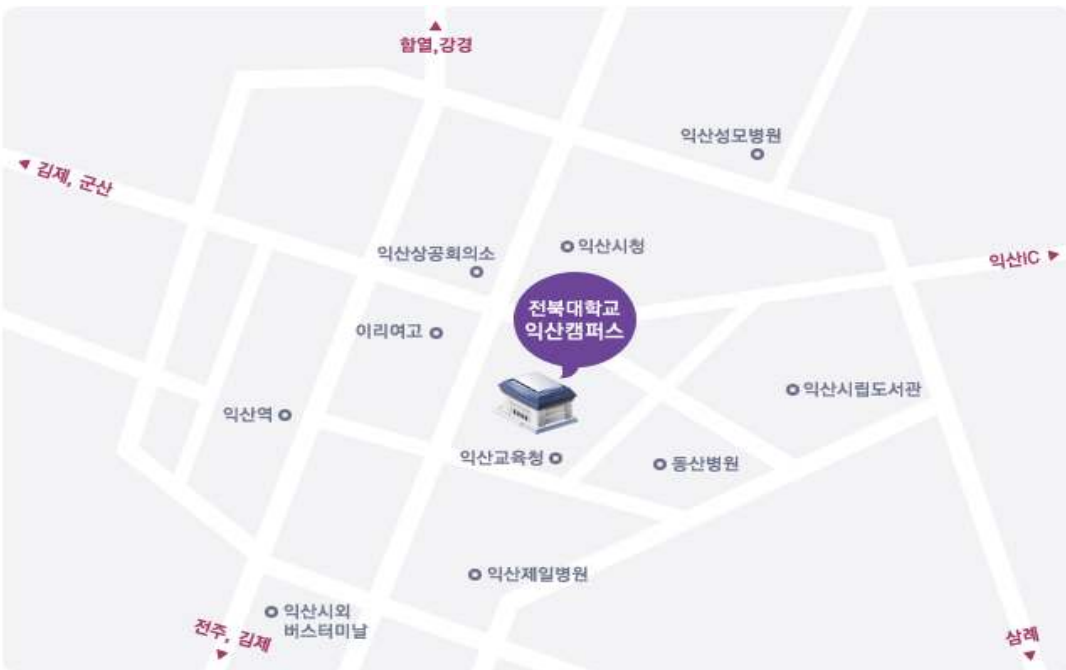 함열,강경
익산성모병원
김제, 군산
익산시청
익산상공회의소
익산IC
전북대학교
익산캠퍼스
이리여고
익산시립도서관
익산역
익산교육청
동산병원
익산제일병원
익산시외
버스터미널
전주, 김제
삼례